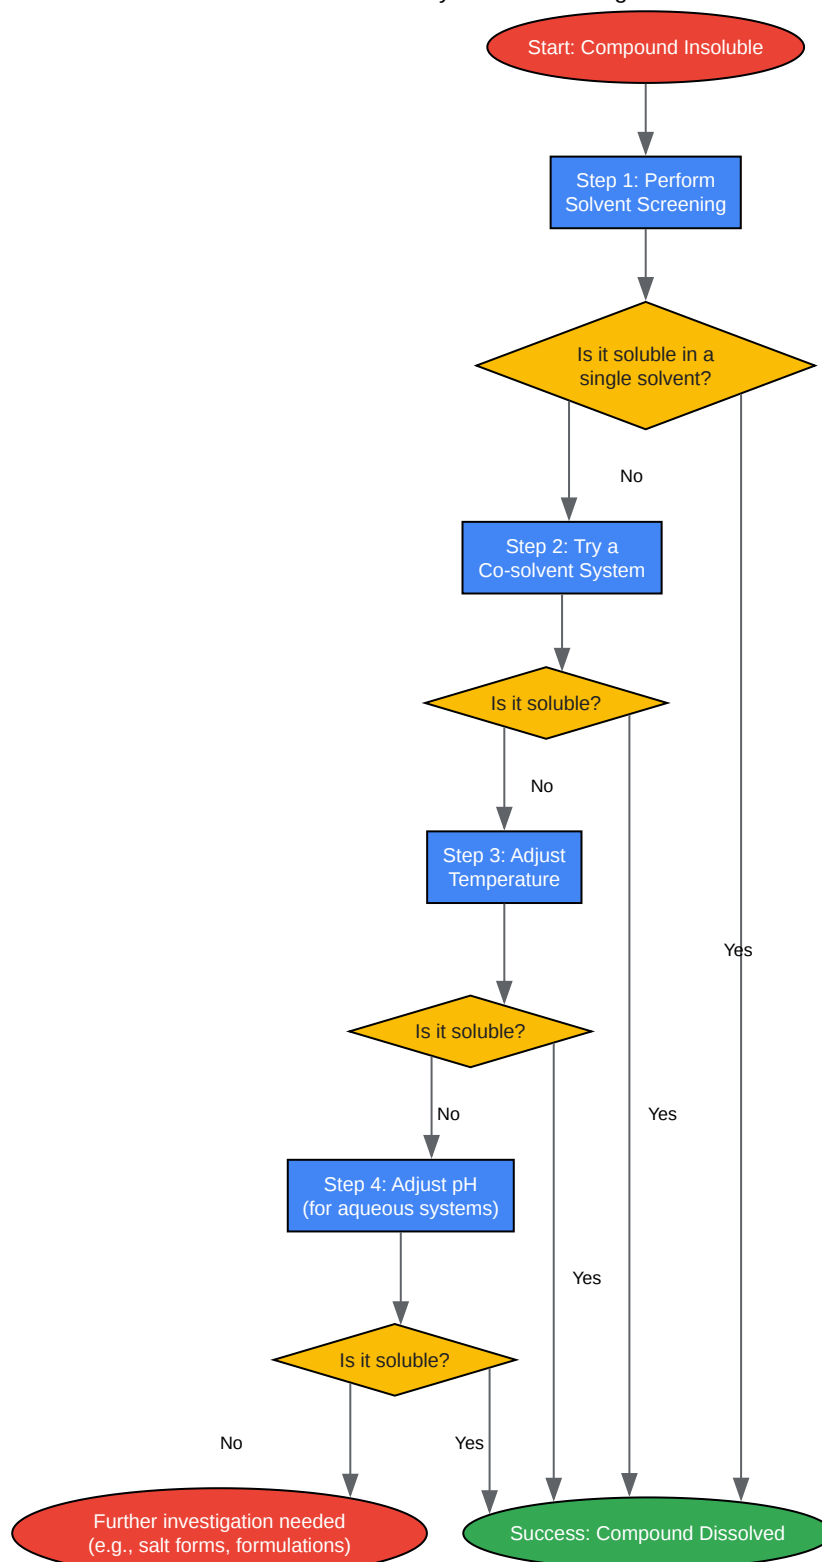 Start: Compound Insoluble
Step 1: Perform
Solvent Screening
Is it soluble in a
single solvent?
No
Step 2: Try a
Co-solvent System
Is it soluble?
No
Step 3: Adjust
Temperature
Yes
Is it soluble?
No
Yes
Step 4: Adjust pH
(for aqueous systems)
Yes
Is it soluble?
No
Yes
Further investigation needed
(e.g., salt forms, formulations)
Success: Compound Dissolved